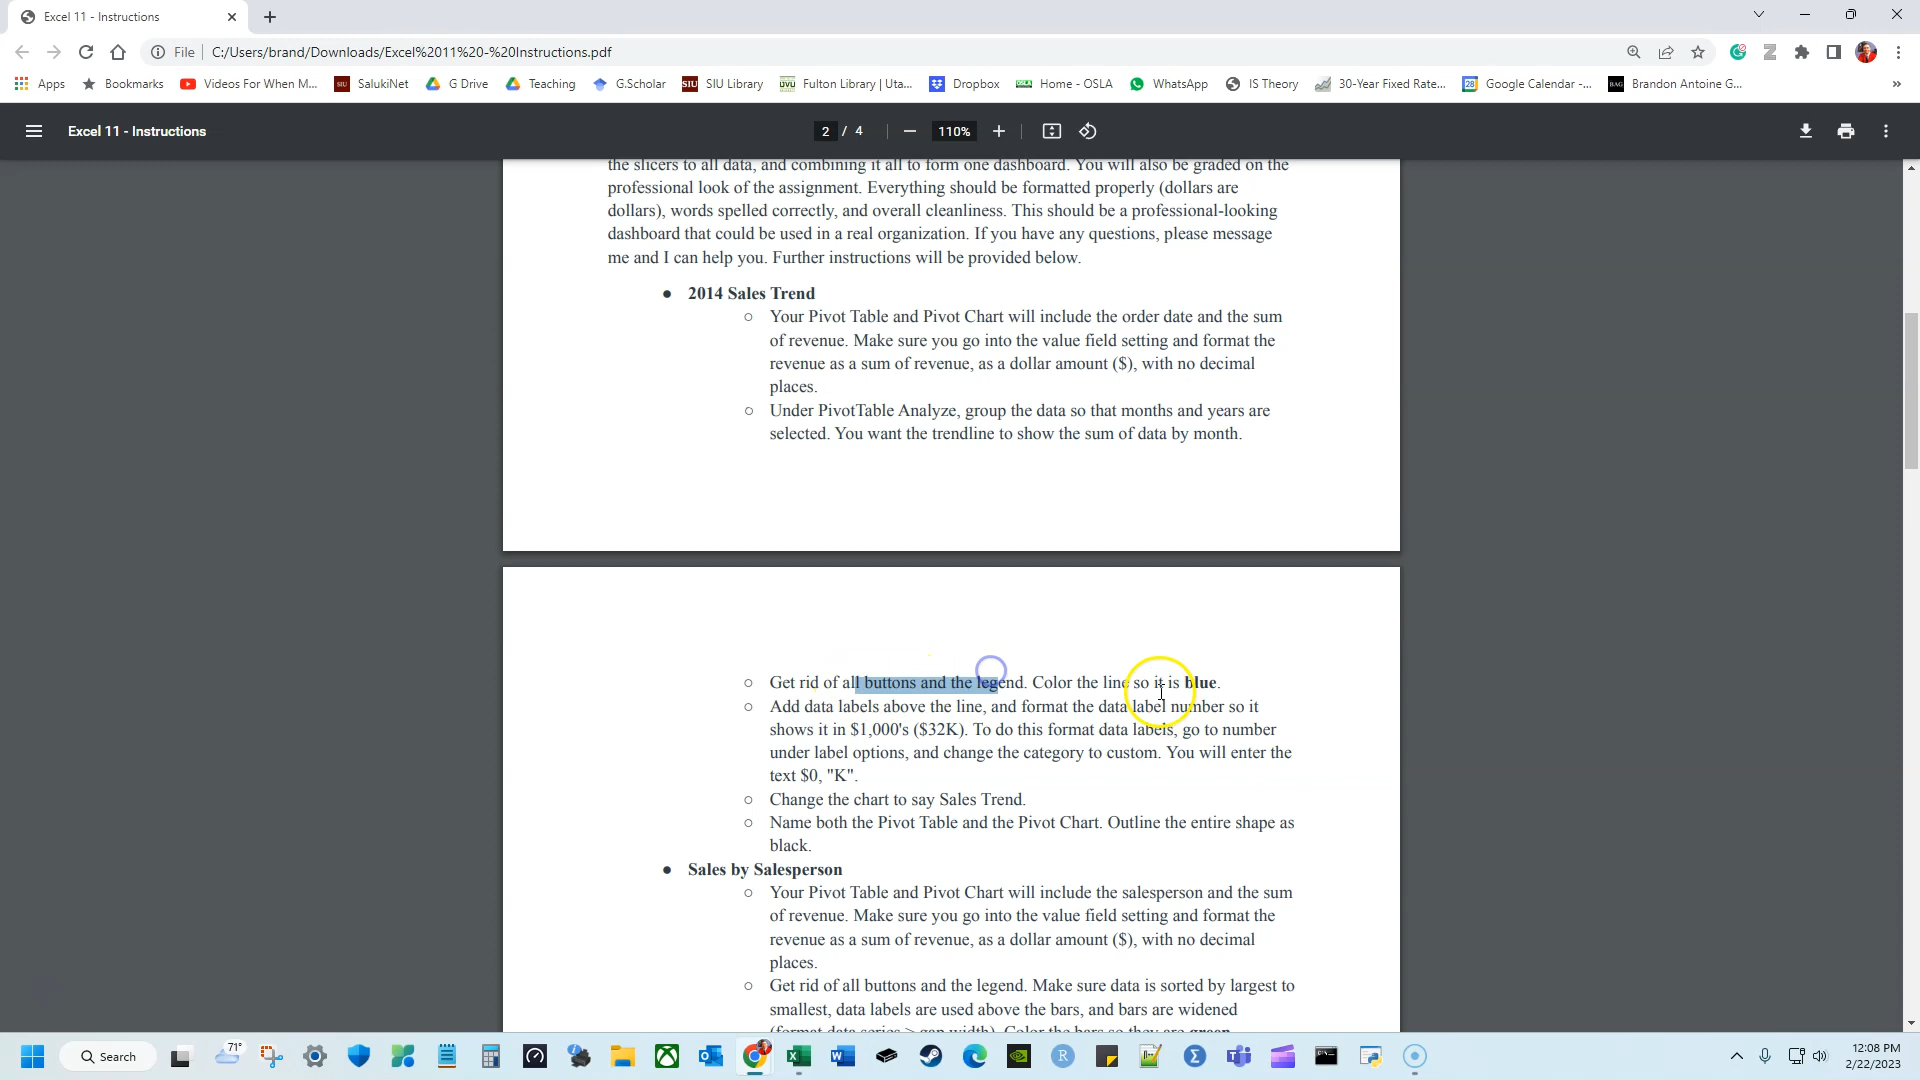 Excel 11 - Instructions
File C:/Users/brand/Downloads/Excel%2011%20-%20Instructions.pdf
Apps Bookmarks Videos For When M... SalukiNet G Drive Teaching G.Scholar SIU Library Fulton Library | Uta... Dropbox Home - OSLA WhatsApp IS Theory 30-Year Fixed Rate... Google Calendar -... Brandon Antoine G...
Excel 11 - Instructions 2 / 4 110%
the slicers to all data, and combining it all to form one dashboard. You will also be graded on the
professional look of the assignment. Everything should be formatted properly (dollars are
dollars), words spelled correctly, and overall cleanliness. This should be a professional-looking
dashboard that could be used in a real organization. If you have any questions, please message
me and I can help you. Further instructions will be provided below.
● 2014 Sales Trend
○ Your Pivot Table and Pivot Chart will include the order date and the sum
of revenue. Make sure you go into the value field setting and format the
revenue as a sum of revenue, as a dollar amount ($), with no decimal
places.
○ Under PivotTable Analyze, group the data so that months and years are
selected. You want the trendline to show the sum of data by month.
○ Get rid of all buttons and the legend. Color the line so it is blue.
○ Add data labels above the line, and format the data label number so it
shows it in $1,000's ($32K). To do this format data labels, go to number
under label options, and change the category to custom. You will enter the
text $0, "K".
○ Change the chart to say Sales Trend.
○ Name both the Pivot Table and the Pivot Chart. Outline the entire shape as
black.
● Sales by Salesperson
○ Your Pivot Table and Pivot Chart will include the salesperson and the sum
of revenue. Make sure you go into the value field setting and format the
revenue as a sum of revenue, as a dollar amount ($), with no decimal
places.
○ Get rid of all buttons and the legend. Make sure data is sorted by largest to
smallest, data labels are used above the bars, and bars are widened
(format data series > gap width). Color the bars so they are green.
Search
71°
12:08 PM
2/22/2023